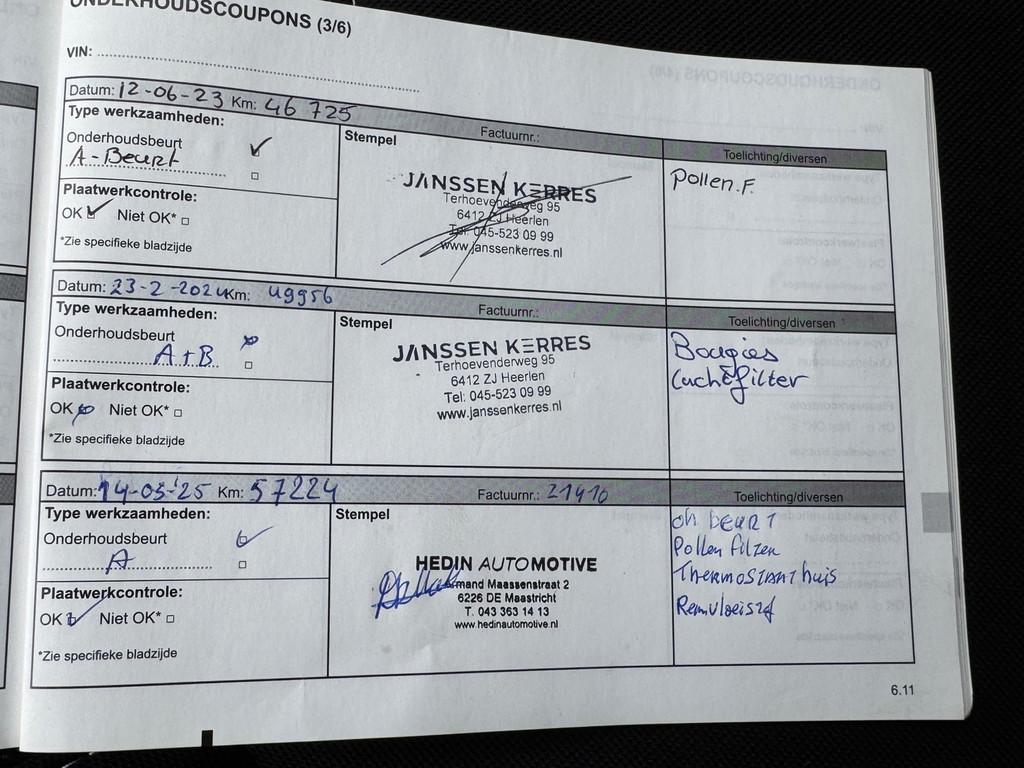 ONDERHOUDSCOUPONS (3/6)
VIN:
Datum: 12-06-23 Km: 46 725
Type werkzaamheden:
Onderhoudsbeurt
A-Beurt
Plaatwerkcontrole:
OK Niet OK*
*Zie specifieke bladzijde
Factuurnr.:
Stempel
JANSSEN KERRES
Terhoevenderweg 95
6412 ZJ Heerlen
Tel: 045-523 09 99
www.janssenkerres.nl
Toelichting/diversen
Pollen.F.
Datum: 23-2-2024 Km: 49956
Type werkzaamheden:
Onderhoudsbeurt
A+B
Plaatwerkcontrole:
OK Niet OK*
*Zie specifieke bladzijde
Factuurnr.:
Stempel
JANSSEN KERRES
Terhoevenderweg 95
6412 ZJ Heerlen
Tel: 045-523 09 99
www.janssenkerres.nl
Toelichting/diversen
Bougies
Luchtfilter
Datum: 14-03-'25 Km: 57224
Type werkzaamheden:
Onderhoudsbeurt
A
Plaatwerkcontrole:
OK Niet OK*
*Zie specifieke bladzijde
Factuurnr.: 21410
Stempel
HEDIN AUTOMOTIVE
Maassenstraat 2
6226 DE Maastricht
T. 043 363 14 13
www.hedinautomotive.nl
Toelichting/diversen
oh BEURT
Pollen filter
Thermostaathuis
Remvloeistof
6.11